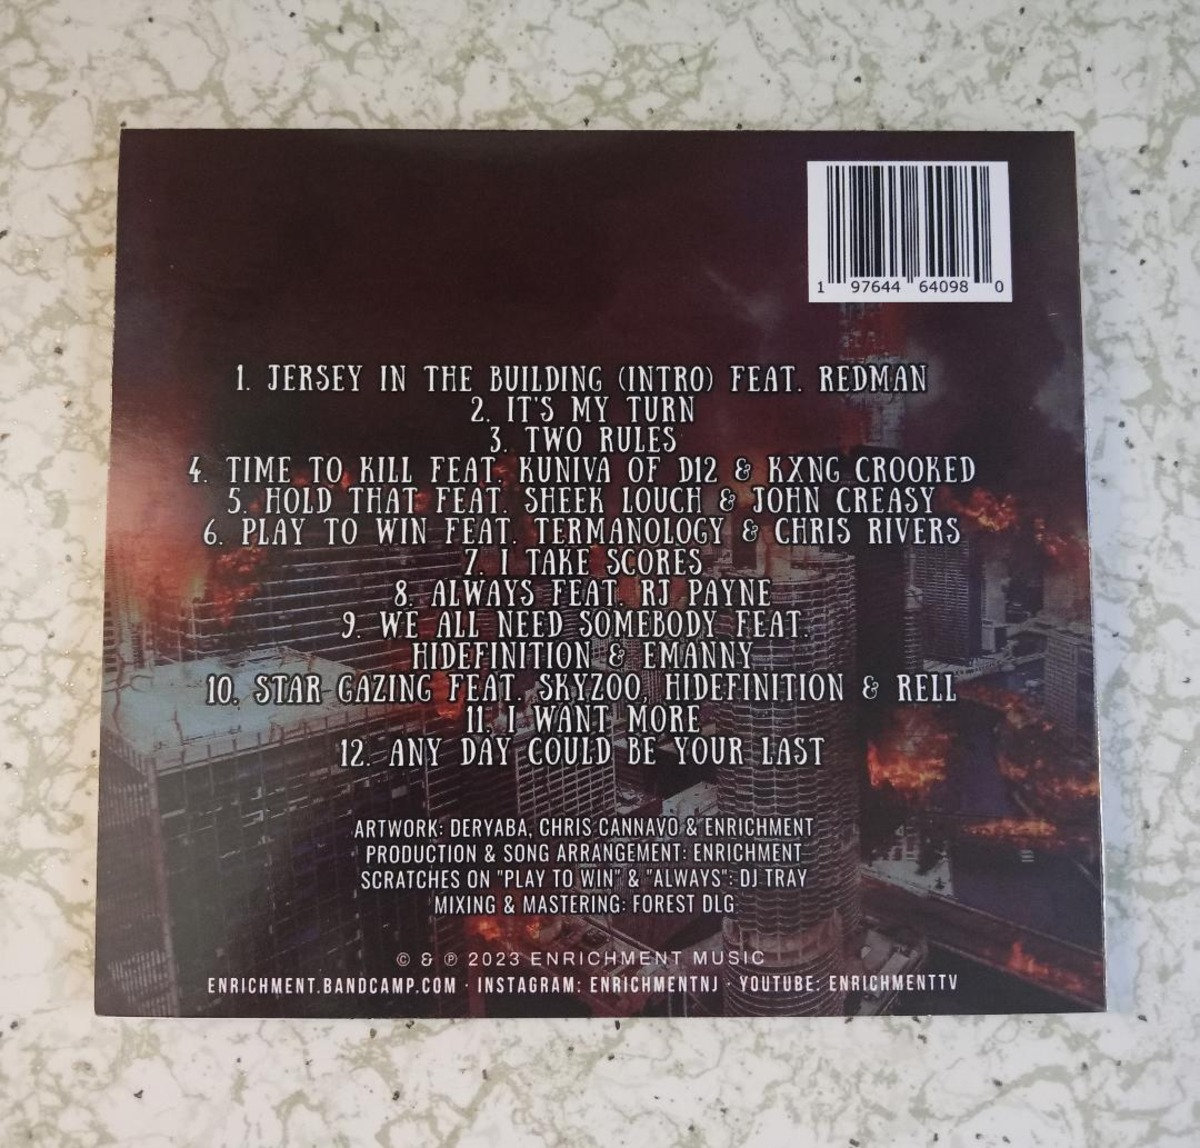 1 97644 64098 0
1. JERSEY IN THE BUILDING (INTRO) FEAT. REDMAN
2. IT'S MY TURN
3. TWO RULES
4. TIME TO KILL FEAT. KUNIVA OF D12 & KXNG CROOKED
5. HOLD THAT FEAT. SHEEK LOUCH & JOHN CREASY
6. PLAY TO WIN FEAT. TERMANOLOGY & CHRIS RIVERS
7. I TAKE SCORES
8. ALWAYS FEAT. RJ PAYNE
9. WE ALL NEED SOMEBODY FEAT.
HIDEFINITION & EMANNY
10. STAR GAZING FEAT. SKYZOO, HIDEFINITION & RELL
11. I WANT MORE
12. ANY DAY COULD BE YOUR LAST
ARTWORK: DERYABA, CHRIS CANNAVO & ENRICHMENT
PRODUCTION & SONG ARRANGEMENT: ENRICHMENT
SCRATCHES ON "PLAY TO WIN" & "ALWAYS": DJ TRAY
MIXING & MASTERING: FOREST DLG
© & ℗ 2023 ENRICHMENT MUSIC
ENRICHMENT.BANDCAMP.COM · INSTAGRAM: ENRICHMENTNJ · YOUTUBE: ENRICHMENTTV